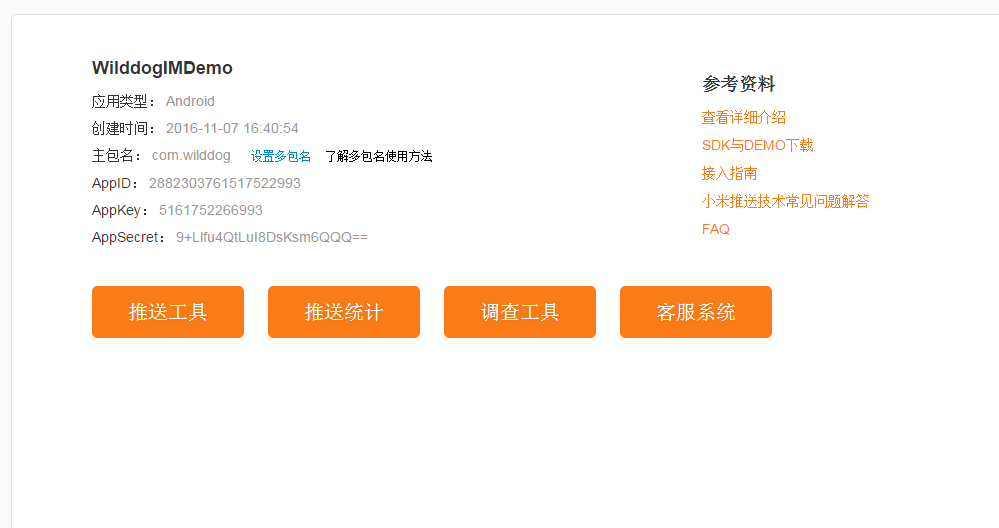 WilddogIMDemo
应用类型： Android
创建时间： 2016-11-07 16:40:54
主包名： com.wilddog 设置多包名 了解多包名使用方法
AppID： 2882303761517522993
AppKey： 5161752266993
AppSecret： 9+LIfu4QtLuI8DsKsm6QQQ==
参考资料
查看详细介绍
SDK与DEMO下载
接入指南
小米推送技术常见问题解答
FAQ
推送工具 推送统计 调查工具 客服系统